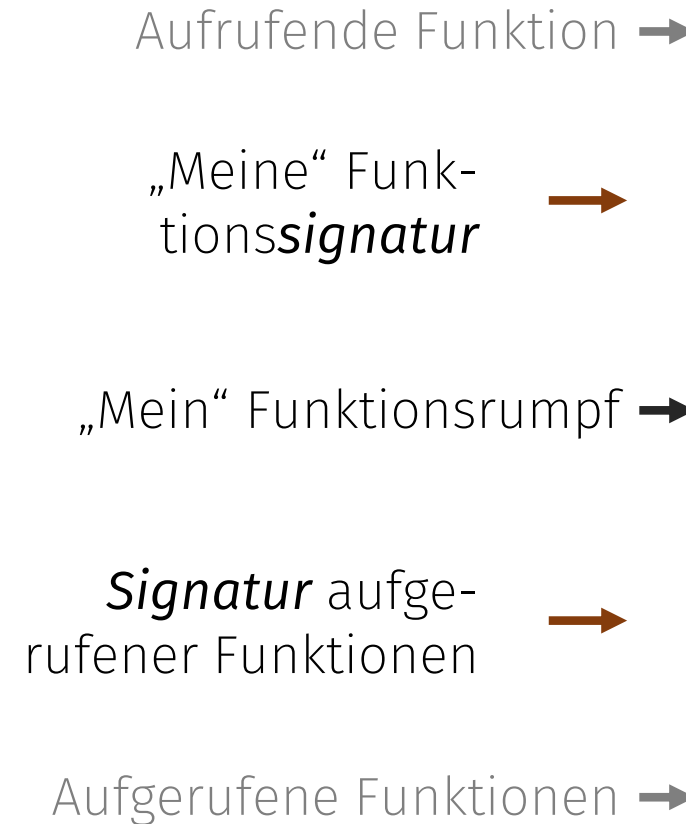 Aufrufende Funktion
„Meine“ Funk-
tionssignatur
„Mein“ Funktionsrumpf
Signatur aufge-
rufener Funktionen
Aufgerufene Funktionen